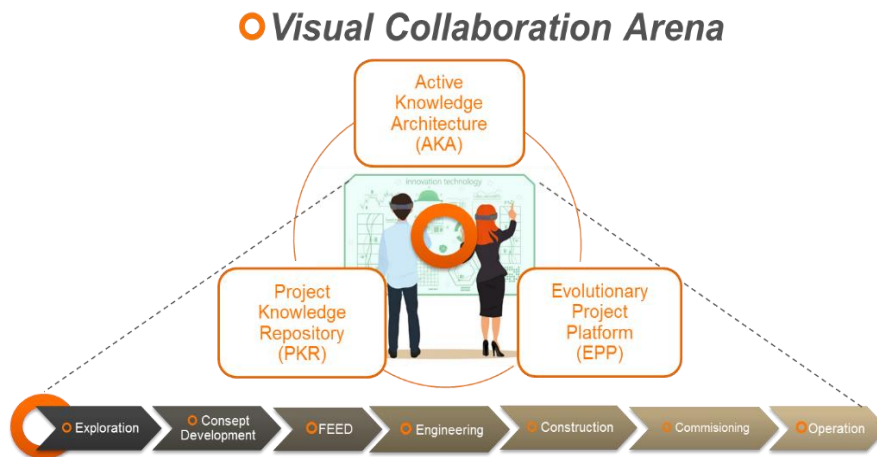 Visual Collaboration Arena
Active
Knowledge
Architecture
(AKA)
Innovation technology
Project
Knowledge
Repository
(PKR)
Evolutionary
Project
Platform
(EPP)
Exploration
Consept
Development
FEED
Engineering
Construction
Commisioning
Operation